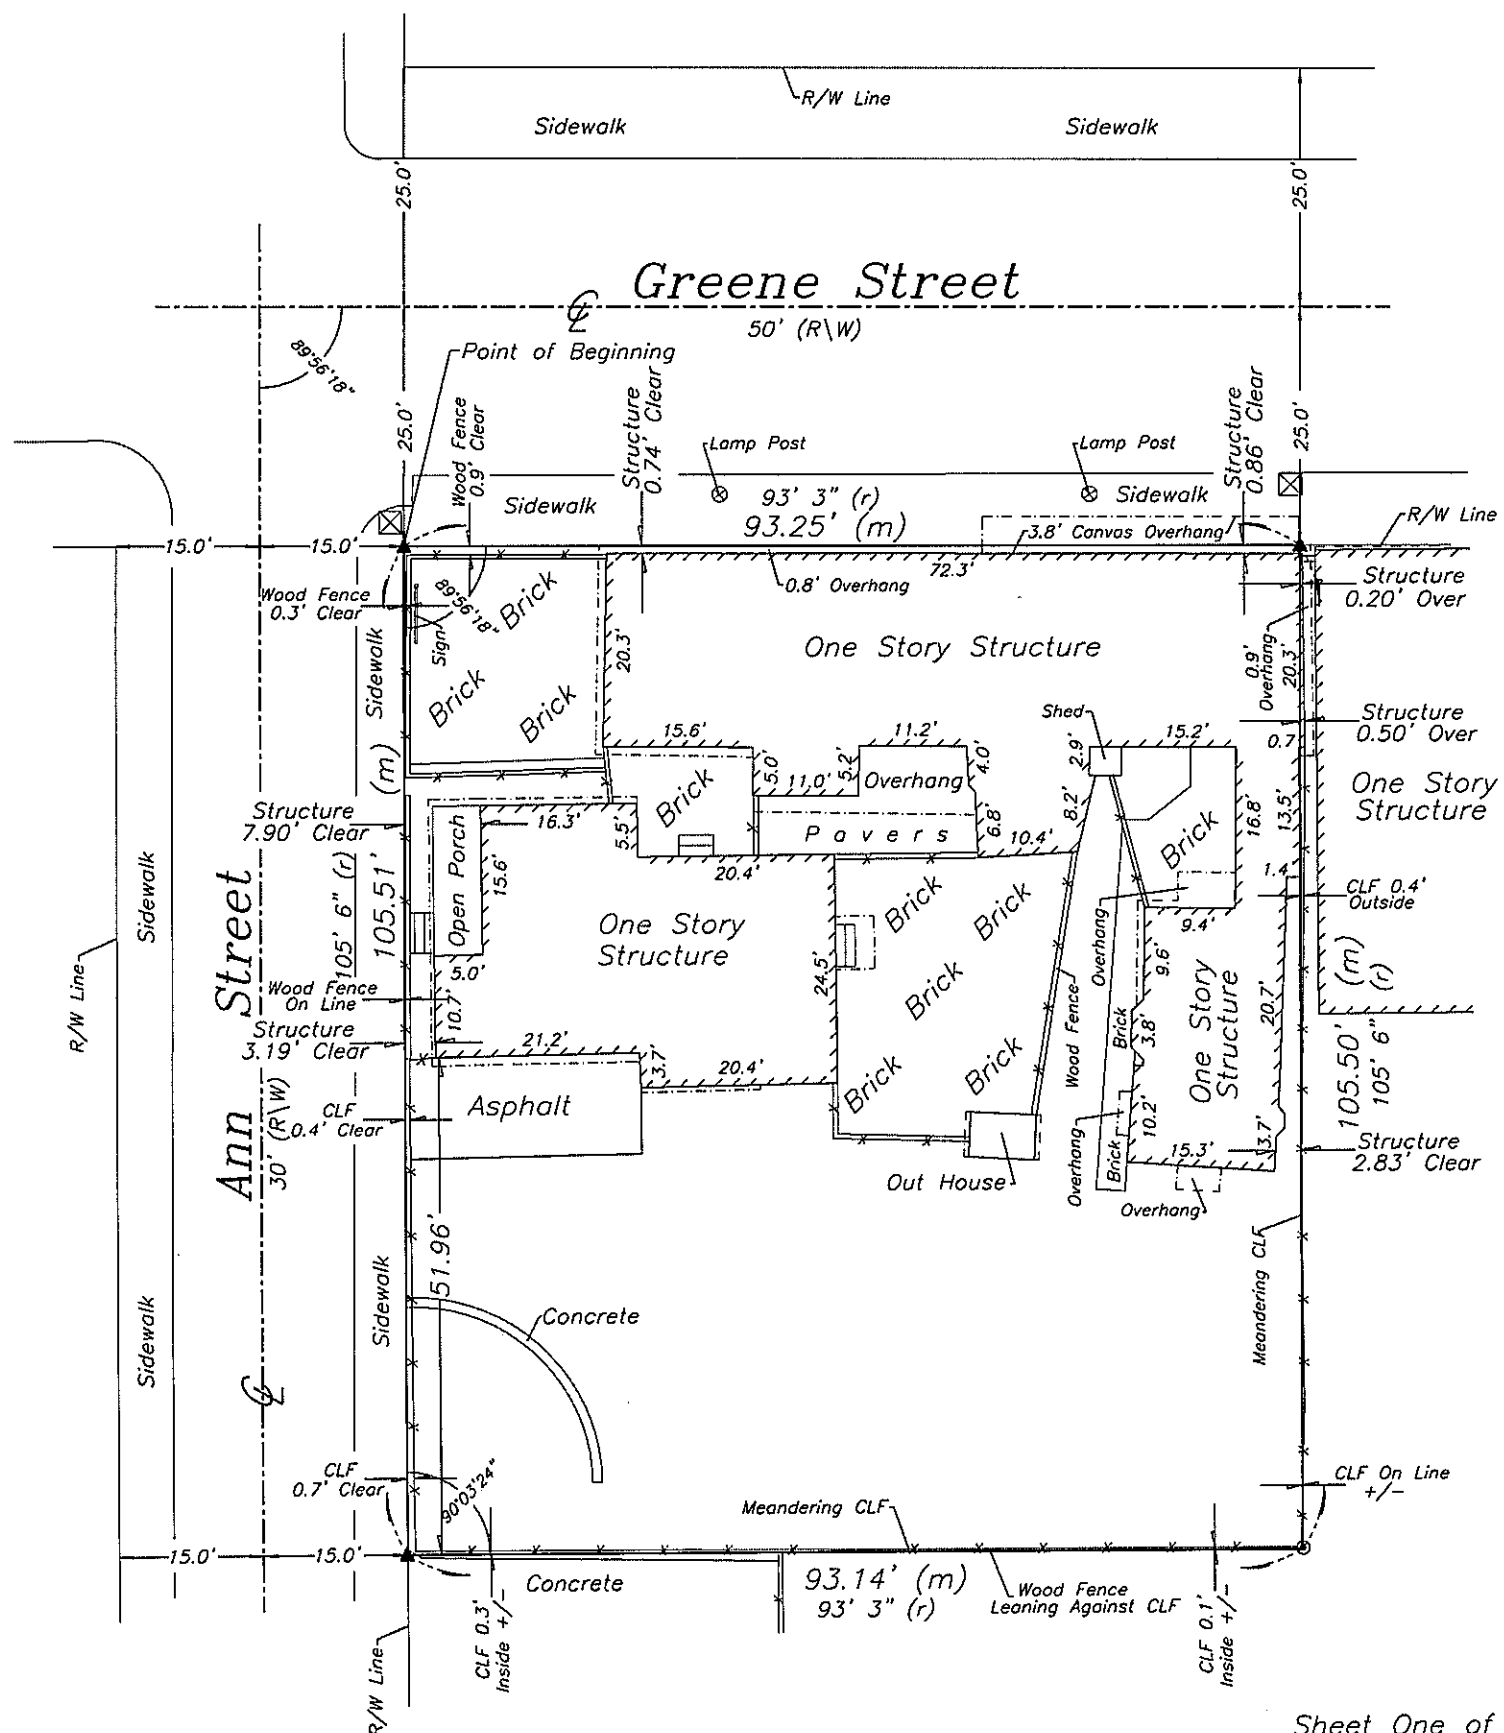 R/W Line
Sidewalk
Sidewalk
25.0'
25.0'
Greene Street
50' (R\W)
Point of Beginning
89°56'18"
25.0'
Wood Fence
0.9' Clear
Structure
0.74' Clear
Lamp Post
Lamp Post
Structure
0.86' Clear
25.0'
Sidewalk
93' 3" (r)
93.25' (m)
Sidewalk
3.8' Canvas Overhang
R/W Line
15.0'
15.0'
72.3'
0.8' Overhang
Wood Fence
0.3' Clear
89°56'18"
Sign
Brick
Brick
Brick
Sidewalk
20.3'
One Story Structure
0.9'
Overhang
20.3'
Structure
0.20' Over
Structure
0.50' Over
0.7'
One Story
Structure
Shed
15.6'
5.0'
11.2'
5.2'
4.0'
Overhang
11.0'
2.9'
15.2'
8.2'
16.8'
13.5'
Brick
Pavers
6.8'
10.4'
Brick
1.4'
(m)
Structure
7.90' Clear
16.3'
5.5'
20.4'
Open Porch
15.6'
5.0'
10.7'
One Story
Structure
24.5'
Brick
Brick
Brick
Brick
Brick
Wood Fence
Overhang
9.4'
9.6'
3.8'
Brick
One Story
Structure
20.7'
CLF 0.4'
Outside
105.50' (m)
105' 6" (r)
Sidewalk
Ann Street
30' (R\W)
105' 6" (r)
105.51'
R/W Line
Wood Fence
On Line
Structure
3.19' Clear
21.2'
3.7'
20.4'
Asphalt
CLF
0.4' Clear
Out House
Overhang
Brick
10.2'
15.3'
3.7'
Overhang
Structure
2.83' Clear
51.96'
Sidewalk
Sidewalk
Concrete
Meandering CLF
CLF
0.7' Clear
90°03'24"
Meandering CLF
CLF On Line
+/-
15.0'
15.0'
Concrete
93.14' (m)
93' 3" (r)
Wood Fence
Leaning Against CLF
CLF 0.3'
Inside +/-
CLF 0.1'
Inside +/-
R/W Line
Sheet One of